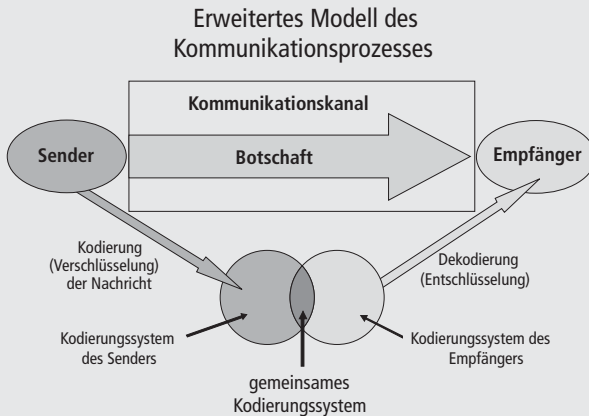 Erweitertes Modell des
Kommunikationsprozesses
Kommunikationskanal
Sender
Botschaft
Empfänger
Kodierung
(Verschlüsselung)
der Nachricht
Dekodierung
(Entschlüsselung)
Kodierungssystem
des Senders
Kodierungssystem des
Empfängers
gemeinsames
Kodierungssystem